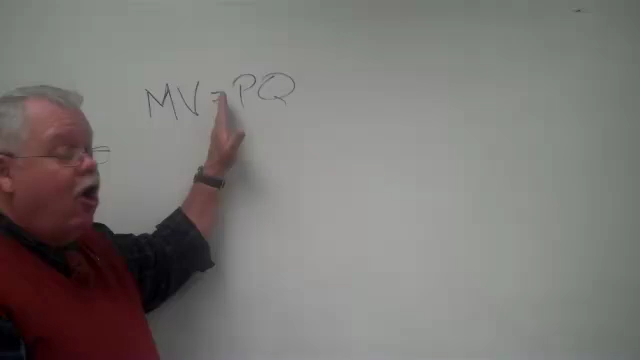 MV = PQ